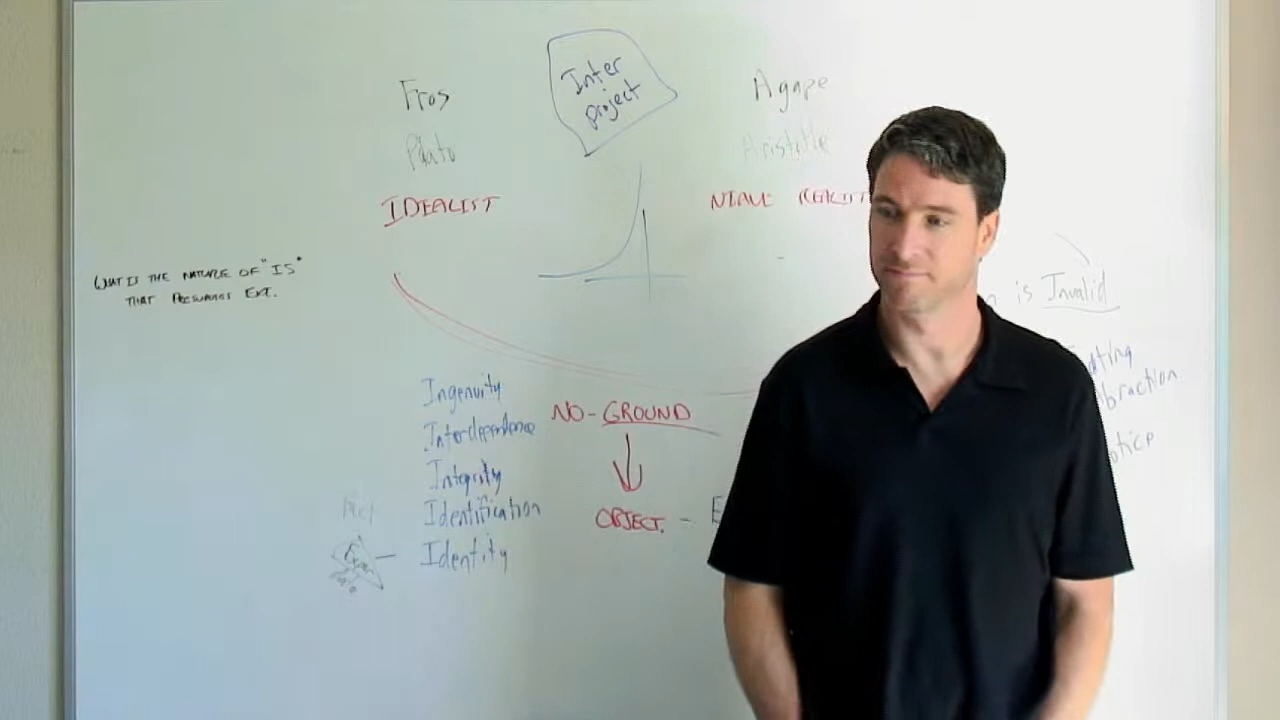 Inter
project
Eros
Agape
Plato
Aristotle
IDEALIST
REALIST
WHAT IS THE NATURE OF "IS"
THAT PRESUMES EXT.
is Invalid
Ingenuity
NO-GROUND
Interdependence
Integrity
Identification
OBJECT. - E
Identity